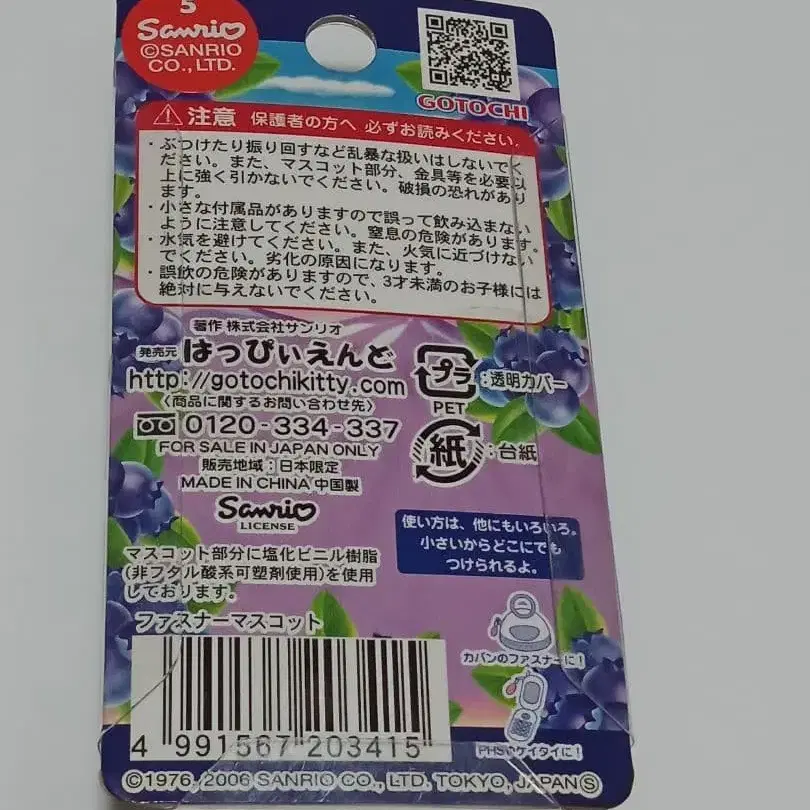 5
Sanrio
©SANRIO
CO., LTD.
GOTOCHI
注意 保護者の方へ 必ずお読みください。
・ぶつけたり振り回すなど乱暴な扱いはしないでく
ださい。また、マスコット部分、金具等を必要以
上に強く引かないでください。破損の恐れがあり
ます。
・小さな付属品がありますので誤って飲み込まない
ように注意してください。窒息の危険があります。
・水気を避けてください。また、火気に近づけない
でください。劣化の原因になります。
・誤飲の危険がありますので、3才未満のお子様には
絶対に与えないでください。
著作 株式会社サンリオ
発売元 はっぴぃえんど
http://gotochikitty.com
〈商品に関するお問い合わせ先〉
0120-334-337
FOR SALE IN JAPAN ONLY
販売地域：日本限定
MADE IN CHINA 中国製
Sanrio
LICENSE
プラ :透明カバー
PET
紙 :台紙
マスコット部分に塩化ビニル樹脂
(非フタル酸系可塑剤使用)を使用
しております。
ファスナーマスコット
使い方は、他にもいろいろ。
小さいからどこにでも
つけられるよ。
カバンのファスナーに！
PHSやケイタイに！
4 991567 203415
©1976, 2006 SANRIO CO., LTD. TOKYO, JAPAN Ⓢ